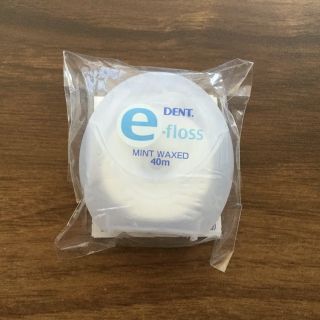 DENT.
e-floss
MINT WAXED
40m